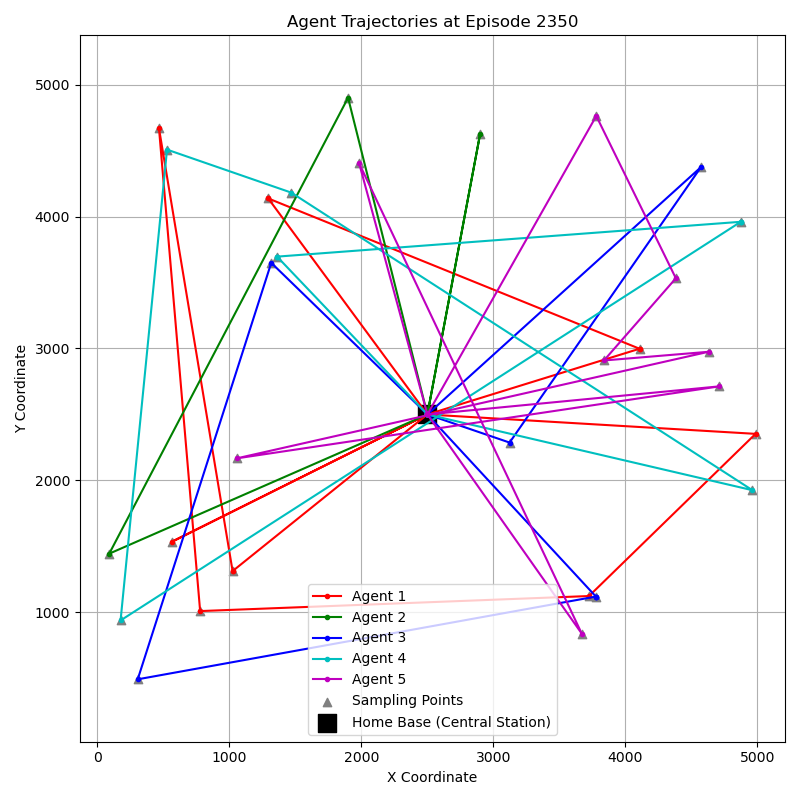 Agent Trajectories at Episode 2350
Y Coordinate
5000
4000
3000
2000
1000
Agent 1
Agent 2
Agent 3
Agent 4
Agent 5
Sampling Points
Home Base (Central Station)
0
1000
2000
3000
4000
5000
X Coordinate